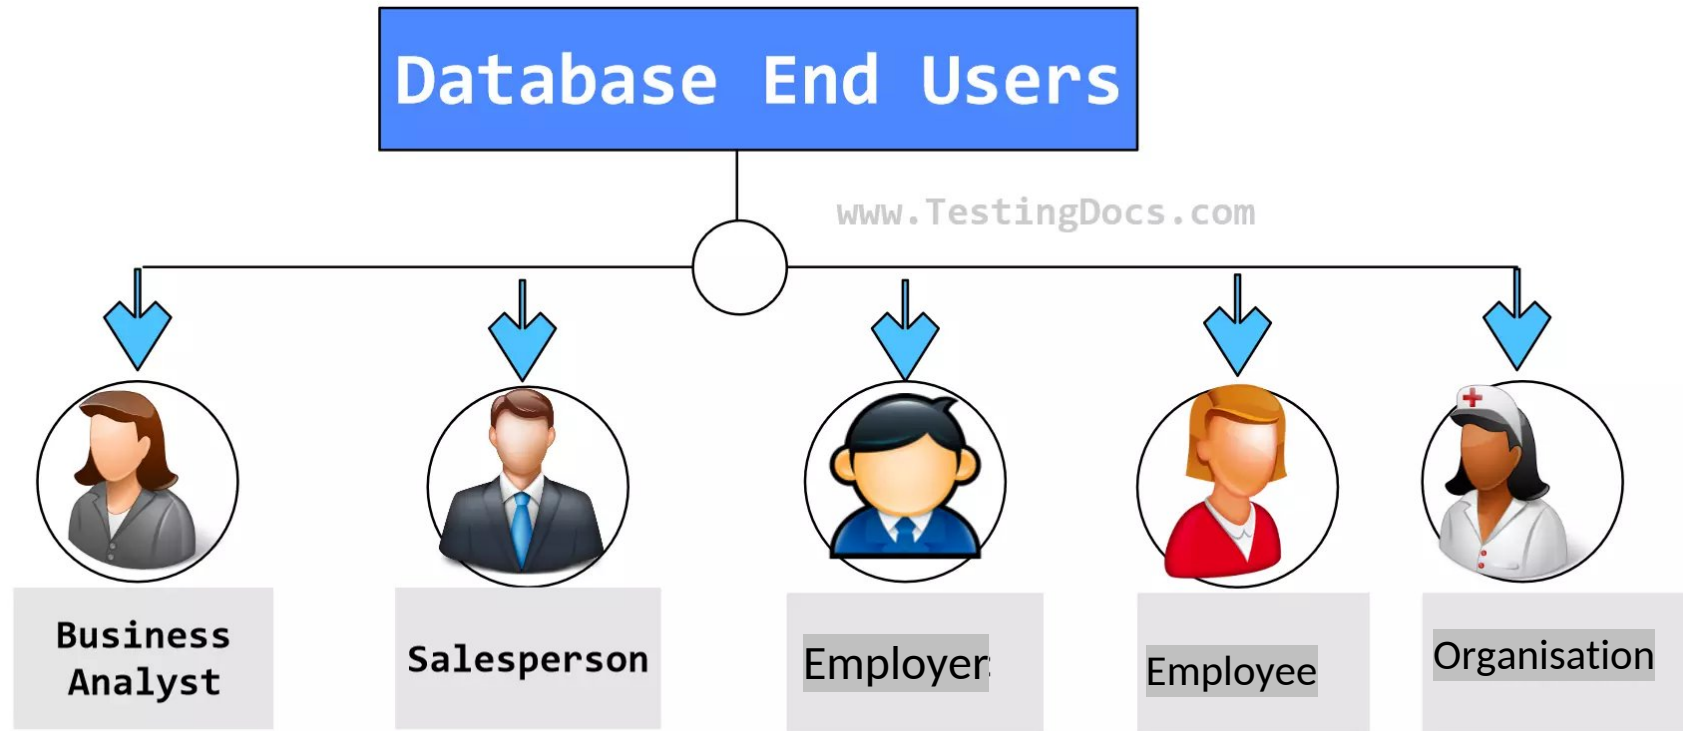 Database End Users
www.TestingDocs.com
Business
Analyst
Salesperson
Employer
Employee
Organisation